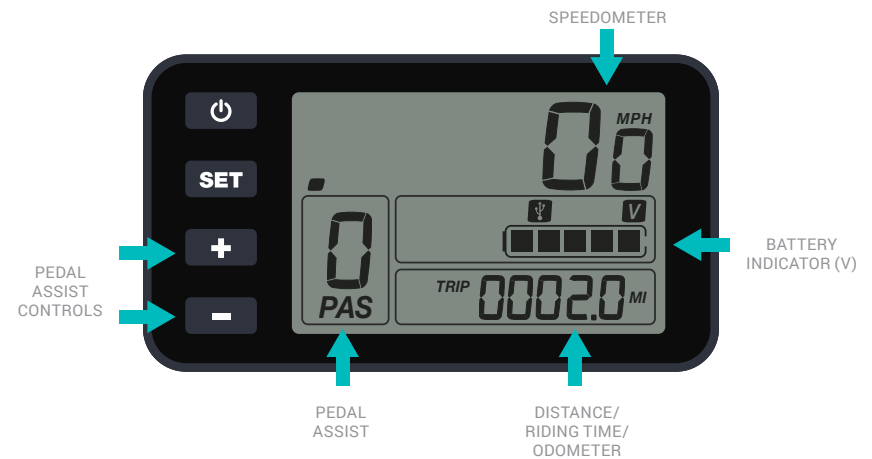 SPEEDOMETER
00 MPH
SET
V
+
BATTERY
INDICATOR (V)
0
PAS
PEDAL
ASSIST
CONTROLS
-
TRIP 0002.0 MI
PEDAL
ASSIST
DISTANCE/
RIDING TIME/
ODOMETER